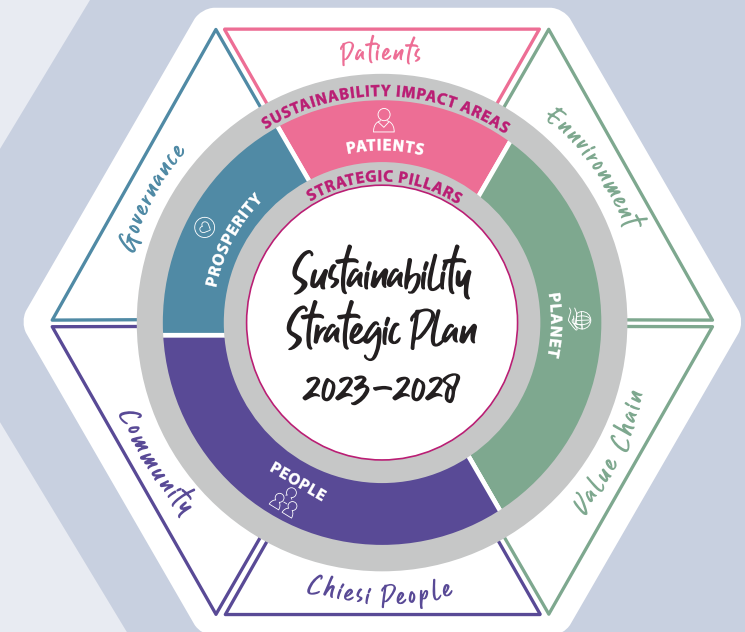 Patients
SUSTAINABILITY IMPACT AREAS
PATIENTS
STRATEGIC PILLARS
Governance
PROSPERITY
Ennvironment
PLANET
Sustainability
Strategic Plan
2023–2028
Community
PEOPLE
Value Chain
Chiesi People